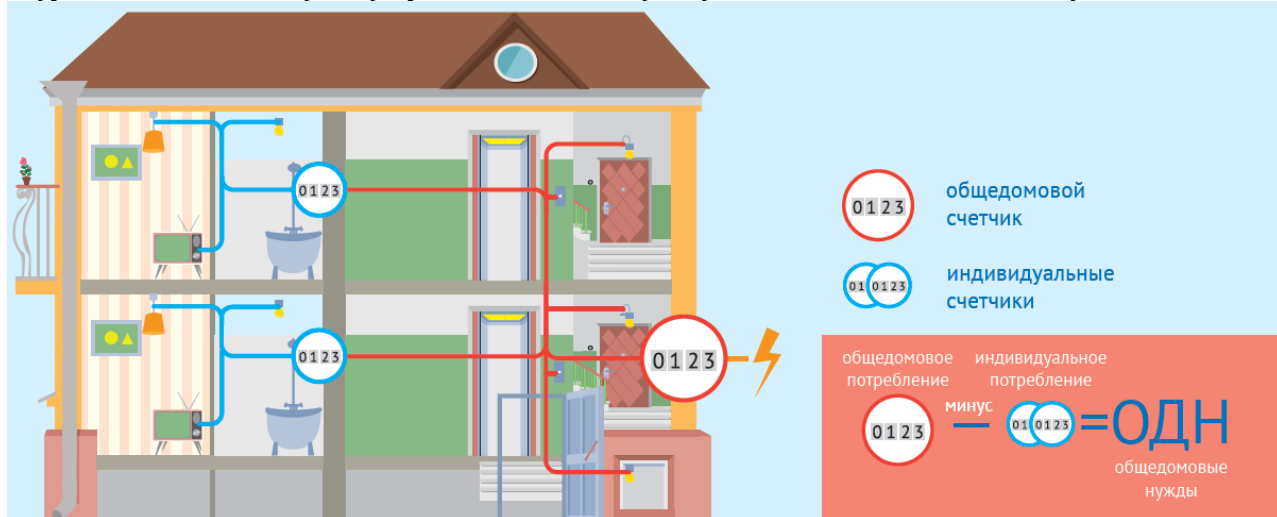 0123
0123
0123
0123
общедомовой
счетчик
01 0123
индивидуальные
счетчики
общедомовое индивидуальное
потребление потребление
0123 минус — 01 0123 = ОДН
общедомовые
нужды